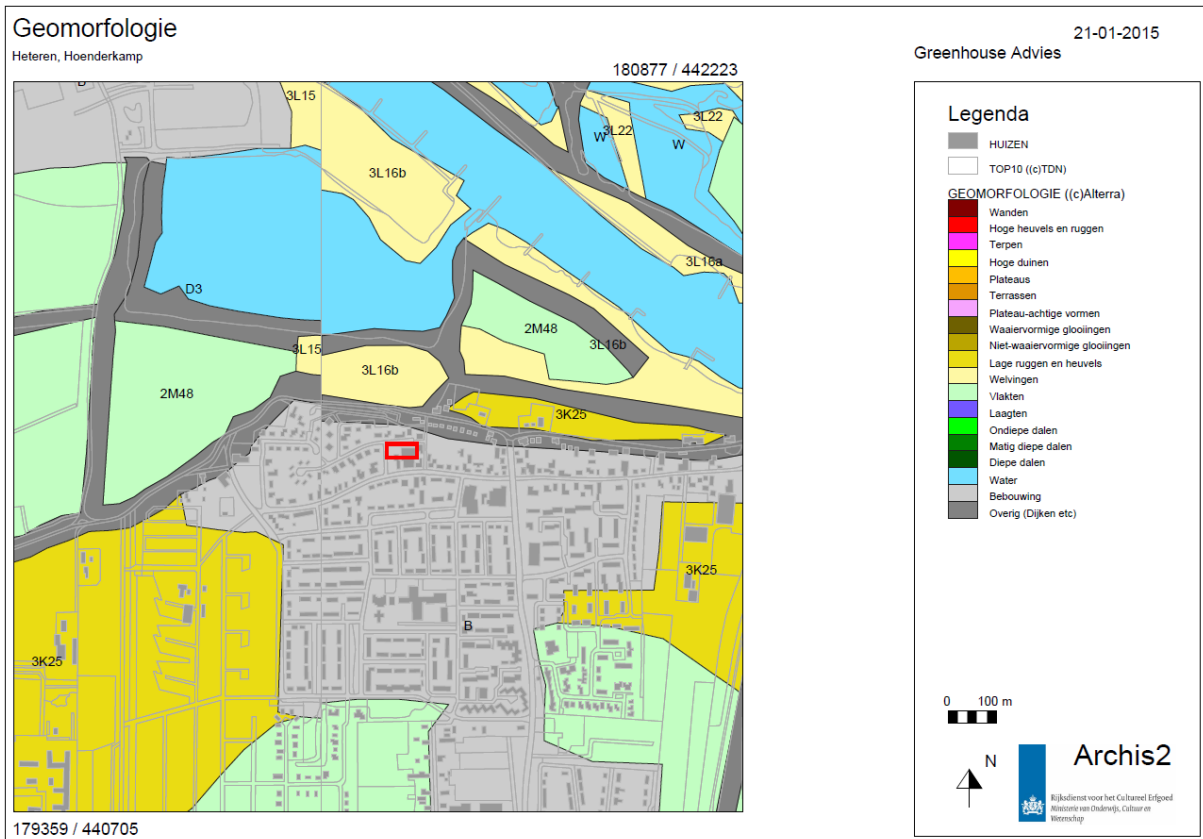 Geomorfologie
Heteren, Hoenderkamp
21-01-2015
Greenhouse Advies
180877 / 442223
3L15
3L22
W
W
3L22
3L16b
3L16a
D3
2M48
3L15
3L16b
3L16b
2M48
3K25
3K25
B
3K25
179359 / 440705
Legenda
HUIZEN
TOP10 ((c)TDN)
GEOMORFOLOGIE ((c)Alterra)
Wanden
Hoge heuvels en ruggen
Terpen
Hoge duinen
Plateaus
Terrassen
Plateau-achtige vormen
Waaiervormige glooiingen
Niet-waaiervormige glooiingen
Lage ruggen en heuvels
Welvingen
Vlakten
Laagten
Ondiepe dalen
Matig diepe dalen
Diepe dalen
Water
Bebouwing
Overig (Dijken etc)
0 100 m
N
Archis2
Rijksdienst voor het Cultureel Erfgoed
Ministerie van Onderwijs, Cultuur en
Wetenschap